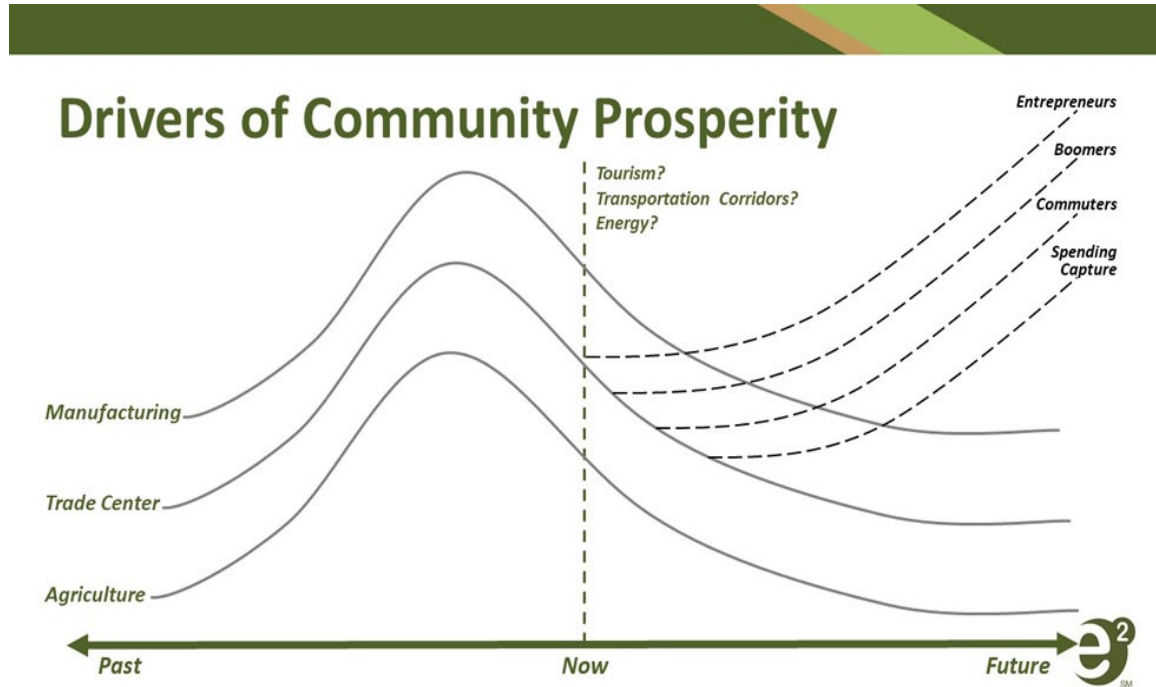 Drivers of Community Prosperity
Entrepreneurs
Boomers
Commuters
Spending
Capture
Tourism?
Transportation Corridors?
Energy?
Manufacturing
Trade Center
Agriculture
Past
Now
Future
e2
SM